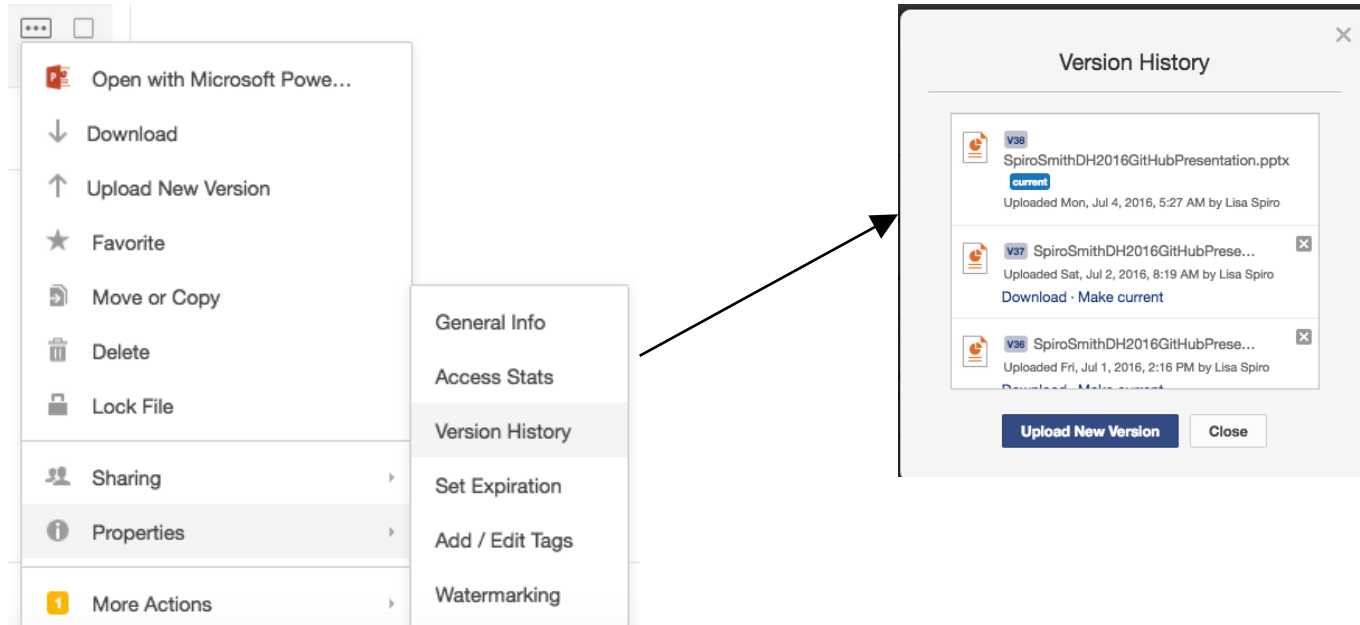 Open with Microsoft Powe...
Download
Upload New Version
Favorite
Move or Copy
Delete
Lock File
Sharing
Properties
1 More Actions
General Info
Access Stats
Version History
Set Expiration
Add / Edit Tags
Watermarking
Version History
V38
SpiroSmithDH2016GitHubPresentation.pptx
current
Uploaded Mon, Jul 4, 2016, 5:27 AM by Lisa Spiro
V37 SpiroSmithDH2016GitHubPrese...
Uploaded Sat, Jul 2, 2016, 8:19 AM by Lisa Spiro
Download · Make current
V36 SpiroSmithDH2016GitHubPrese...
Uploaded Fri, Jul 1, 2016, 2:16 PM by Lisa Spiro
Download · Make current
Upload New Version Close